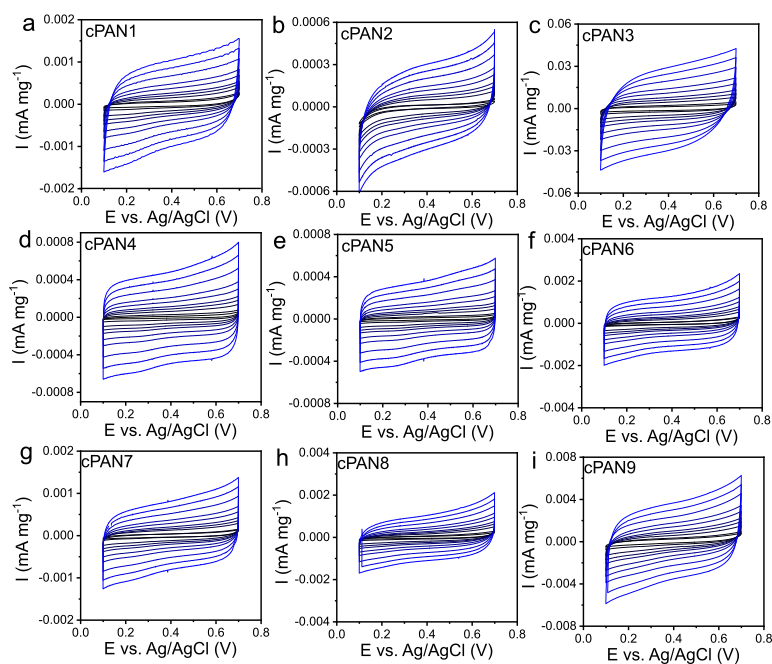 a
cPAN1
I (mA mg-1)
0.002
0.001
0.000
-0.001
-0.002
0.0 0.2 0.4 0.6 0.8
E vs. Ag/AgCl (V)
b
cPAN2
I (mA mg-1)
0.0006
0.0003
0.0000
-0.0003
-0.0006
0.0 0.2 0.4 0.6 0.8
E vs. Ag/AgCl (V)
c
cPAN3
I (mA mg-1)
0.06
0.03
0.00
-0.03
-0.06
0.0 0.2 0.4 0.6 0.8
E vs. Ag/AgCl (V)
d
cPAN4
I (mA mg-1)
0.0008
0.0004
0.0000
-0.0004
-0.0008
0.0 0.2 0.4 0.6 0.8
E vs. Ag/AgCl (V)
e
cPAN5
I (mA mg-1)
0.0008
0.0004
0.0000
-0.0004
-0.0008
0.0 0.2 0.4 0.6 0.8
E vs. Ag/AgCl (V)
f
cPAN6
I (mA mg-1)
0.004
0.002
0.000
-0.002
-0.004
0.0 0.2 0.4 0.6 0.8
E vs. Ag/AgCl (V)
g
cPAN7
I (mA mg-1)
0.002
0.001
0.000
-0.001
-0.002
0.0 0.2 0.4 0.6 0.8
E vs. Ag/AgCl (V)
h
cPAN8
I (mA mg-1)
0.004
0.002
0.000
-0.002
-0.004
0.0 0.2 0.4 0.6 0.8
E vs. Ag/AgCl (V)
i
cPAN9
I (mA mg-1)
0.008
0.004
0.000
-0.004
-0.008
0.0 0.2 0.4 0.6 0.8
E vs. Ag/AgCl (V)